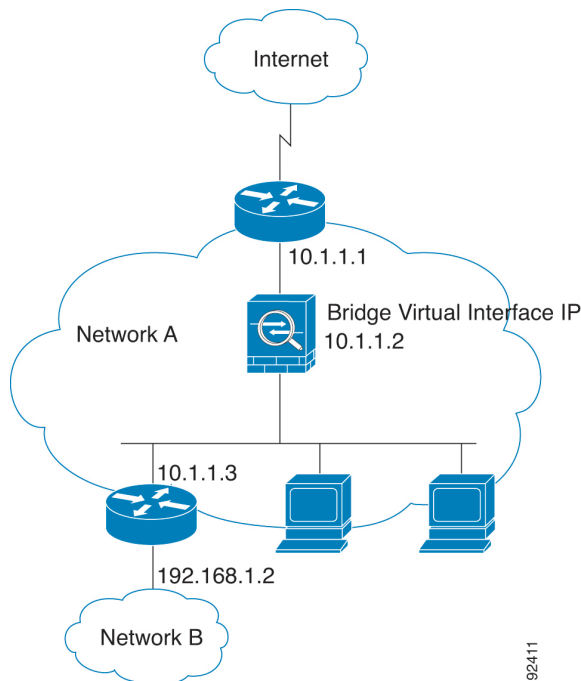 Internet
10.1.1.1
Bridge Virtual Interface IP
10.1.1.2
Network A
10.1.1.3
192.168.1.2
Network B
92411